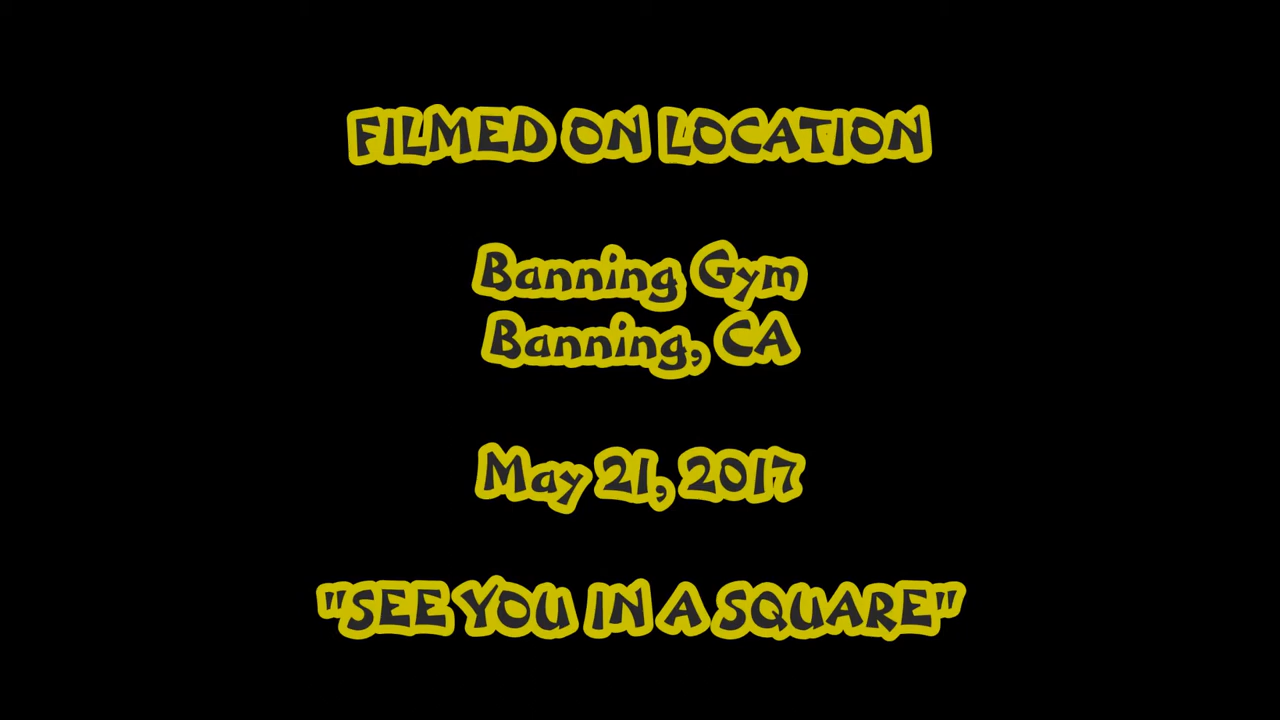 FILMED ON LOCATION
Banning Gym
Banning, CA
May 21, 2017
"SEE YOU IN A SQUARE"